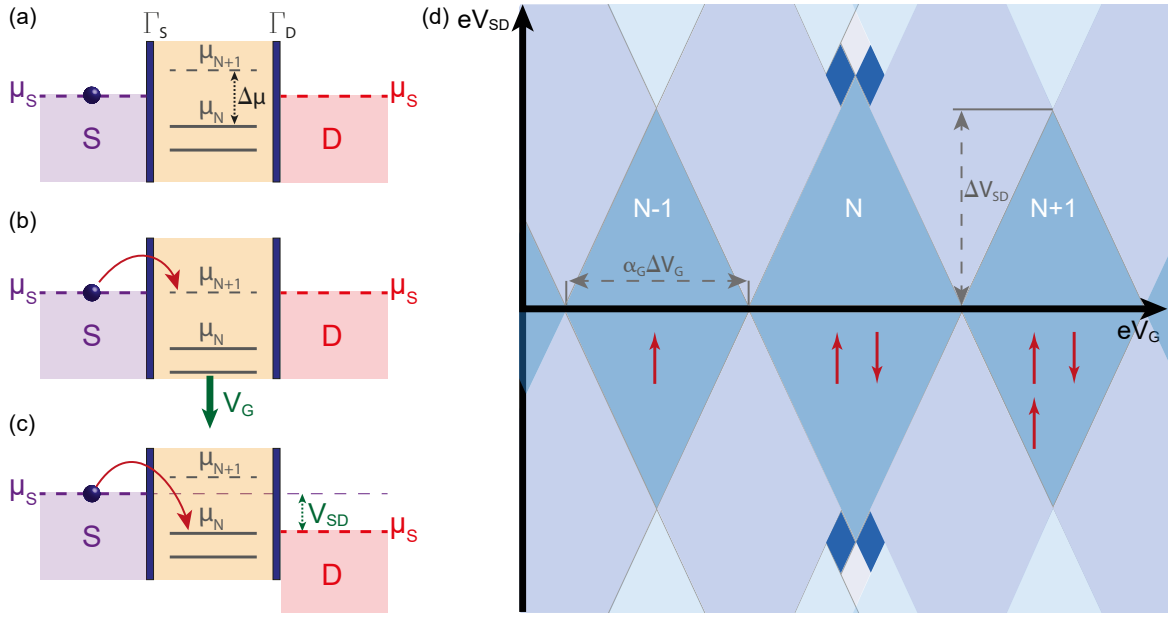 (a)
Γ_S Γ_D
μ_N+1
μ_S μ_S
Δμ
μ_N
S D
(b)
μ_N+1
μ_S μ_S
S D
μ_N
V_G
(c)
μ_N+1
μ_S
V_SD
μ_N
μ_S
S
D
(d) eV_SD
N-1 N N+1
ΔV_SD
α_GΔV_G
eV_G